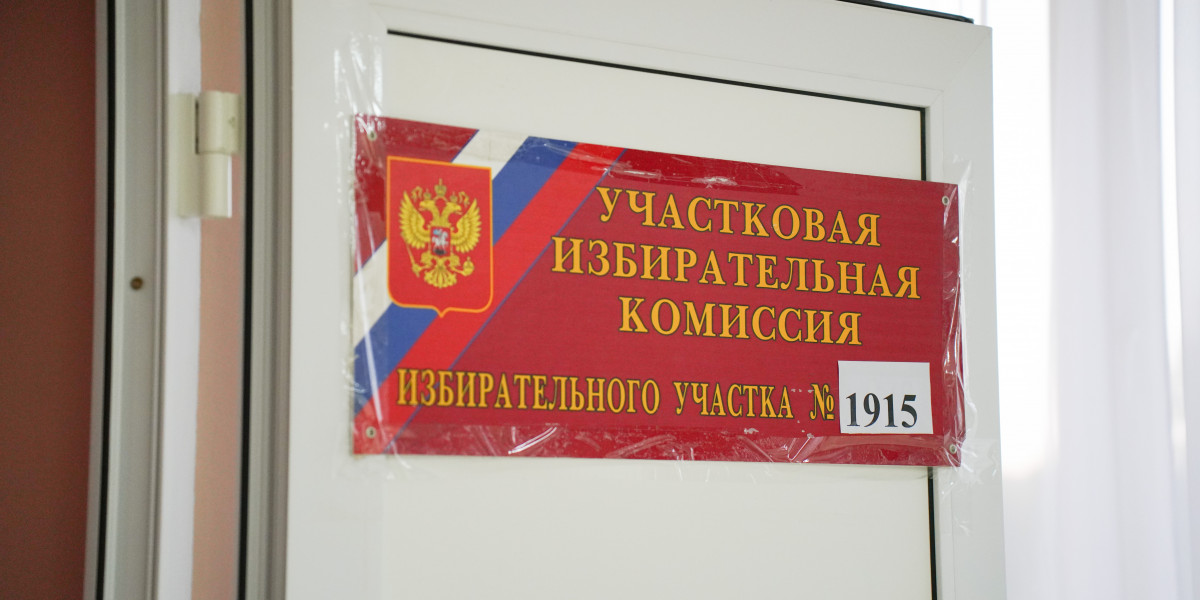 УЧАСТКОВАЯ
ИЗБИРАТЕЛЬНАЯ
КОМИССИЯ
ИЗБИРАТЕЛЬНОГО УЧАСТКА № 1915